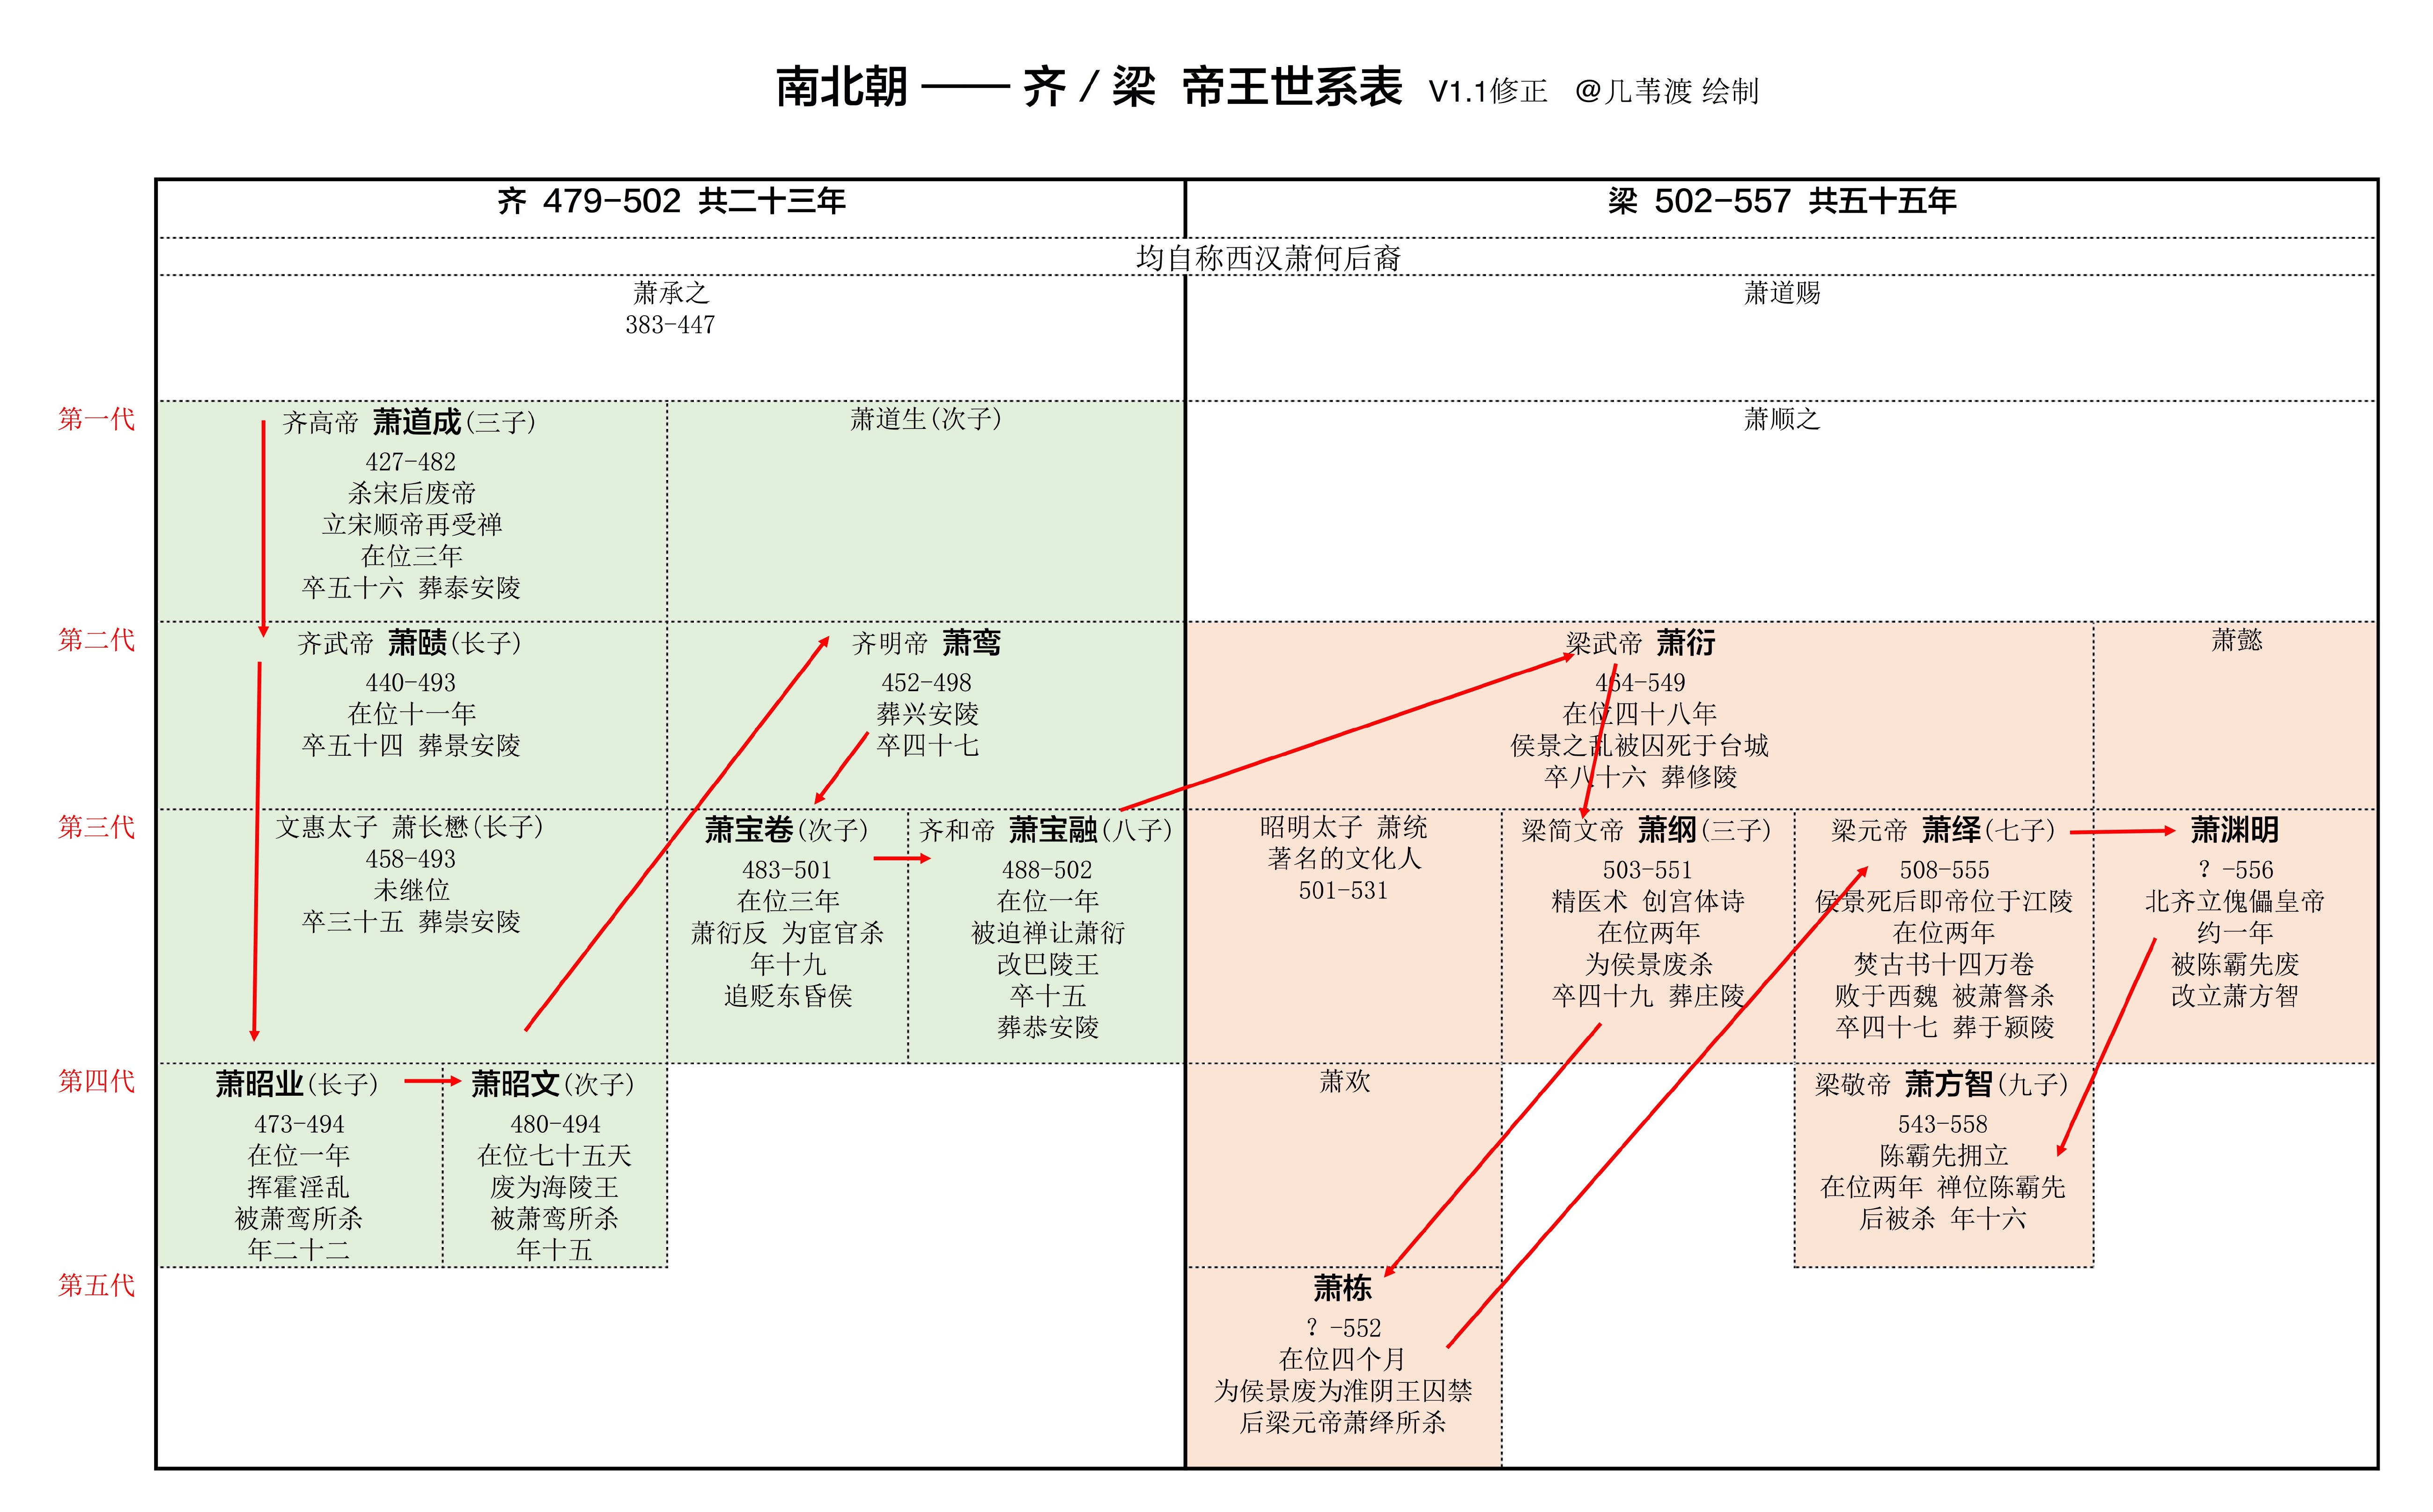 南北朝 —— 齐 / 梁 帝王世系表 V1.1修正 @几苇渡 绘制
齐 479-502 共二十三年
梁 502-557 共五十五年
均自称西汉萧何后裔
萧承之
383-447
萧道赐
第一代
齐高帝 萧道成(三子)
427-482
杀宋后废帝
立宋顺帝再受禅
在位三年
卒五十六 葬泰安陵
萧道生(次子)
萧顺之
第二代
齐武帝 萧赜(长子)
440-493
在位十一年
卒五十四 葬景安陵
齐明帝 萧鸾
452-498
葬兴安陵
卒四十七
梁武帝 萧衍
464-549
在位四十八年
侯景之乱被囚死于台城
卒八十六 葬修陵
萧懿
第三代
文惠太子 萧长懋(长子)
458-493
未继位
卒三十五 葬崇安陵
萧宝卷(次子)
483-501
在位三年
萧衍反 为宦官杀
年十九
追贬东昏侯
齐和帝 萧宝融(八子)
488-502
在位一年
被迫禅让萧衍
改巴陵王
卒十五
葬恭安陵
昭明太子 萧统
著名的文化人
501-531
梁简文帝 萧纲(三子)
503-551
精医术 创宫体诗
在位两年
为侯景废杀
卒四十九 葬庄陵
梁元帝 萧绎(七子)
508-555
侯景死后即帝位于江陵
在位两年
焚古书十四万卷
败于西魏 被萧詧杀
卒四十七 葬于颍陵
萧渊明
？-556
北齐立傀儡皇帝
约一年
被陈霸先废
改立萧方智
第四代
萧昭业(长子)
473-494
在位一年
挥霍淫乱
被萧鸾所杀
年二十二
萧昭文(次子)
480-494
在位七十五天
废为海陵王
被萧鸾所杀
年十五
萧欢
梁敬帝 萧方智(九子)
543-558
陈霸先拥立
在位两年 禅位陈霸先
后被杀 年十六
第五代
萧栋
？-552
在位四个月
为侯景废为淮阴王囚禁
后梁元帝萧绎所杀